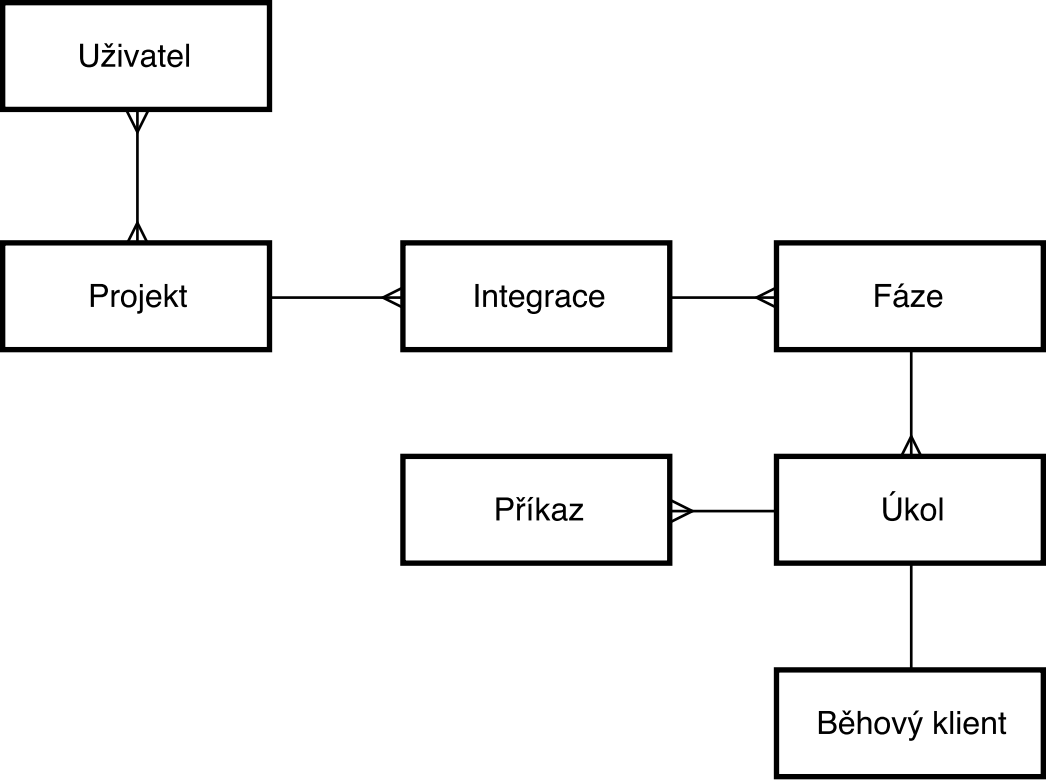 Uživatel
Projekt
Integrace
Fáze
Příkaz
Úkol
Běhový klient